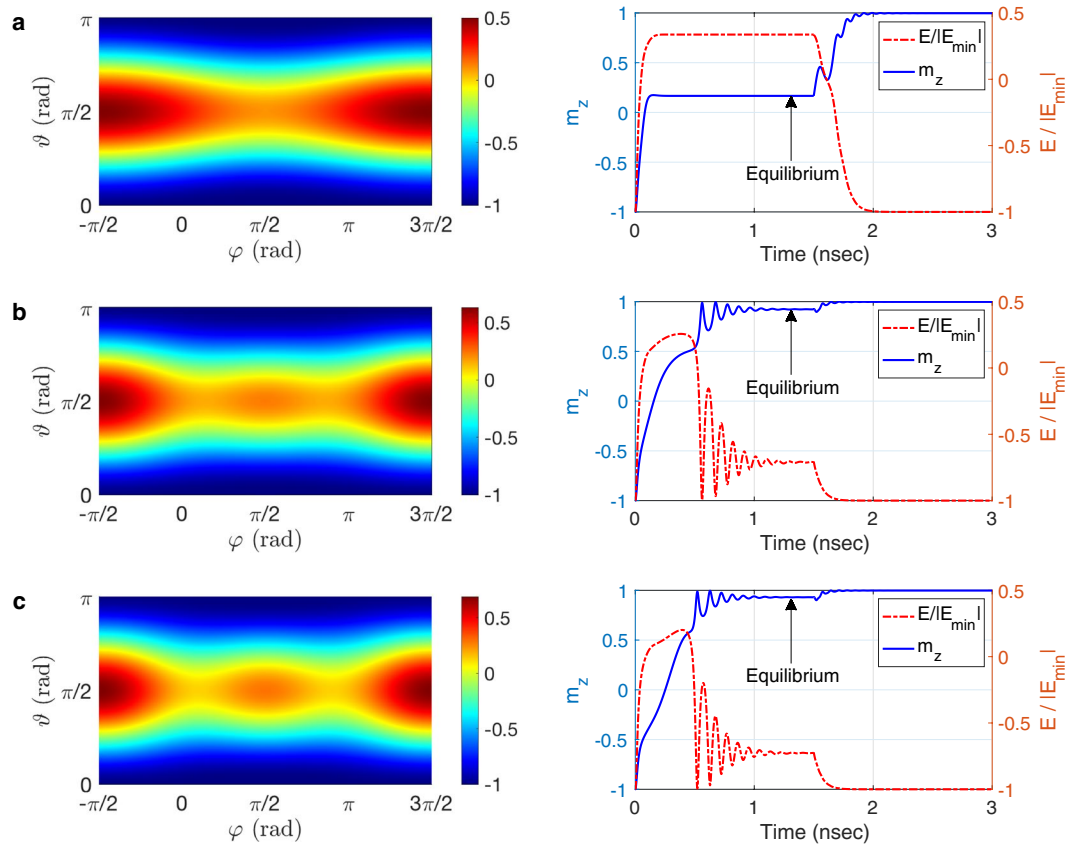 a
π
π/2
0
ϑ (rad)
-π/2 0 π/2 π 3π/2
φ (rad)
0.5
0
-0.5
-1
1
0.5
0
-0.5
-1
m_z
E/|E_min|
m_z
Equilibrium
0.5
0
-0.5
-1
E / |E_min|
0 1 2 3
Time (nsec)
b
π
π/2
0
ϑ (rad)
-π/2 0 π/2 π 3π/2
φ (rad)
0.5
0
-0.5
-1
1
0.5
0
-0.5
-1
m_z
E/|E_min|
m_z
Equilibrium
0.5
0
-0.5
-1
E / |E_min|
0 1 2 3
Time (nsec)
c
π
π/2
0
ϑ (rad)
-π/2 0 π/2 π 3π/2
φ (rad)
0.5
0
-0.5
-1
1
0.5
0
-0.5
-1
m_z
E/|E_min|
m_z
Equilibrium
0.5
0
-0.5
-1
E / |E_min|
0 1 2 3
Time (nsec)